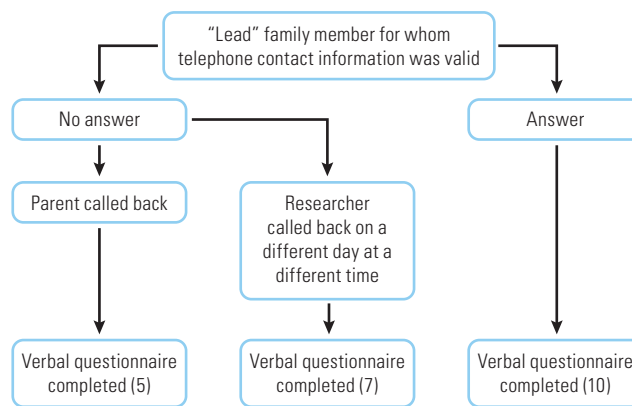 “Lead” family member for whom
telephone contact information was valid
No answer
Answer
Parent called back
Researcher
called back on a
different day at a
different time
Verbal questionnaire
completed (5)
Verbal questionnaire
completed (7)
Verbal questionnaire
completed (10)